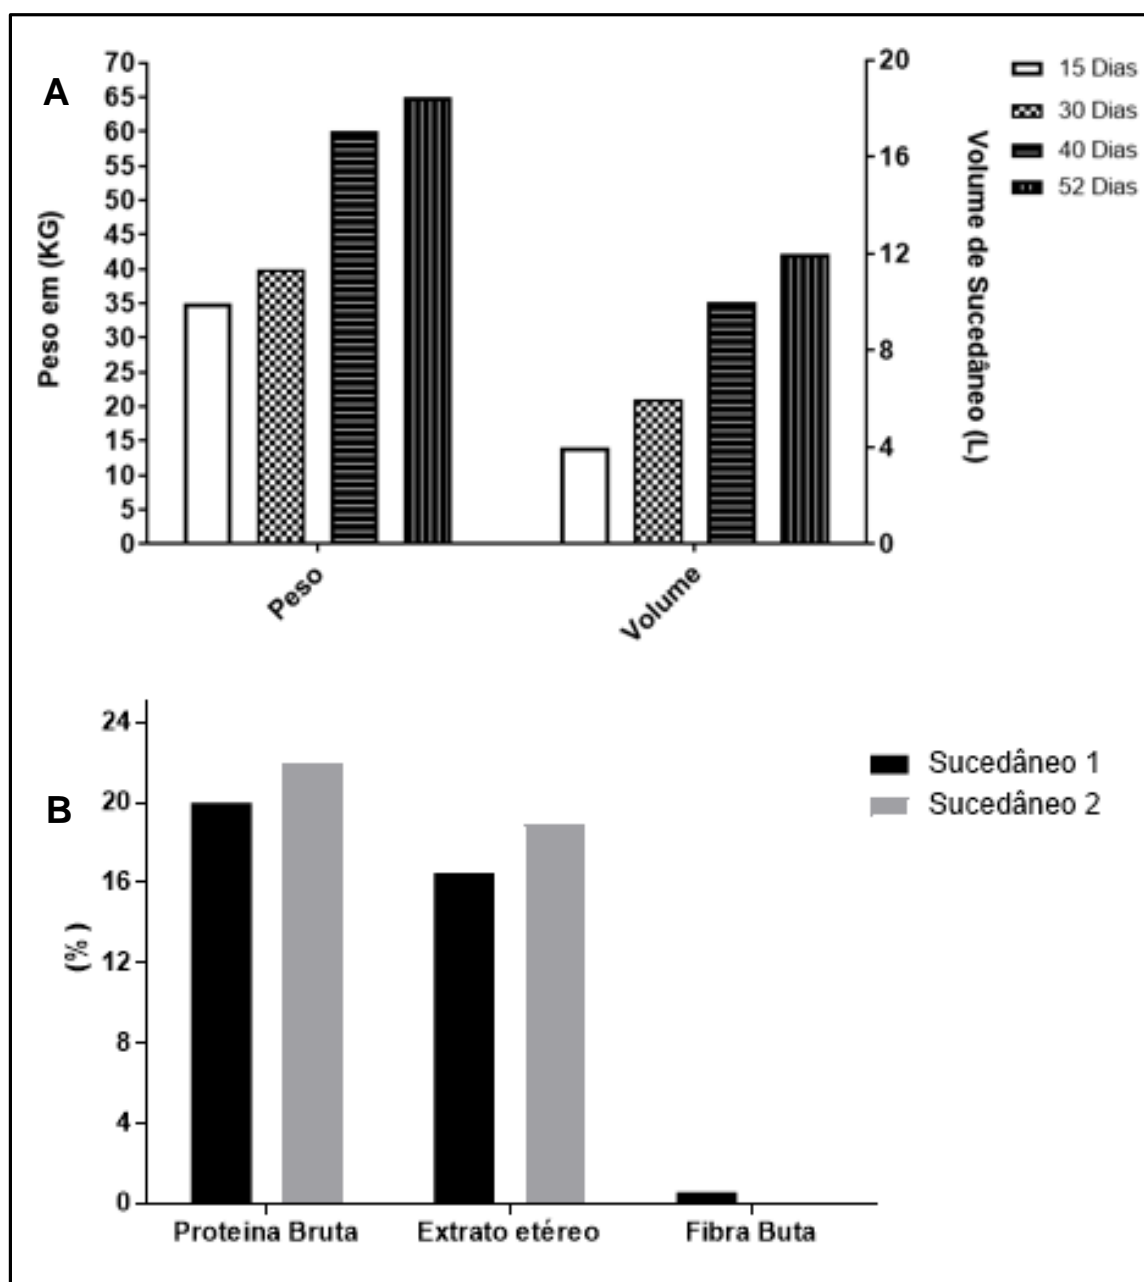 A
70
65
60
55
50
45
40
35
30
25
20
15
10
5
0
Peso em (KG)
20
16
12
8
4
0
Volume de Sucedâneo (L)
15 Dias
30 Dias
40 Dias
52 Dias
Peso
Volume
B
24
20
16
12
8
4
0
(%)
Sucedâneo 1
Sucedâneo 2
Proteina Bruta
Extrato etéreo
Fibra Buta